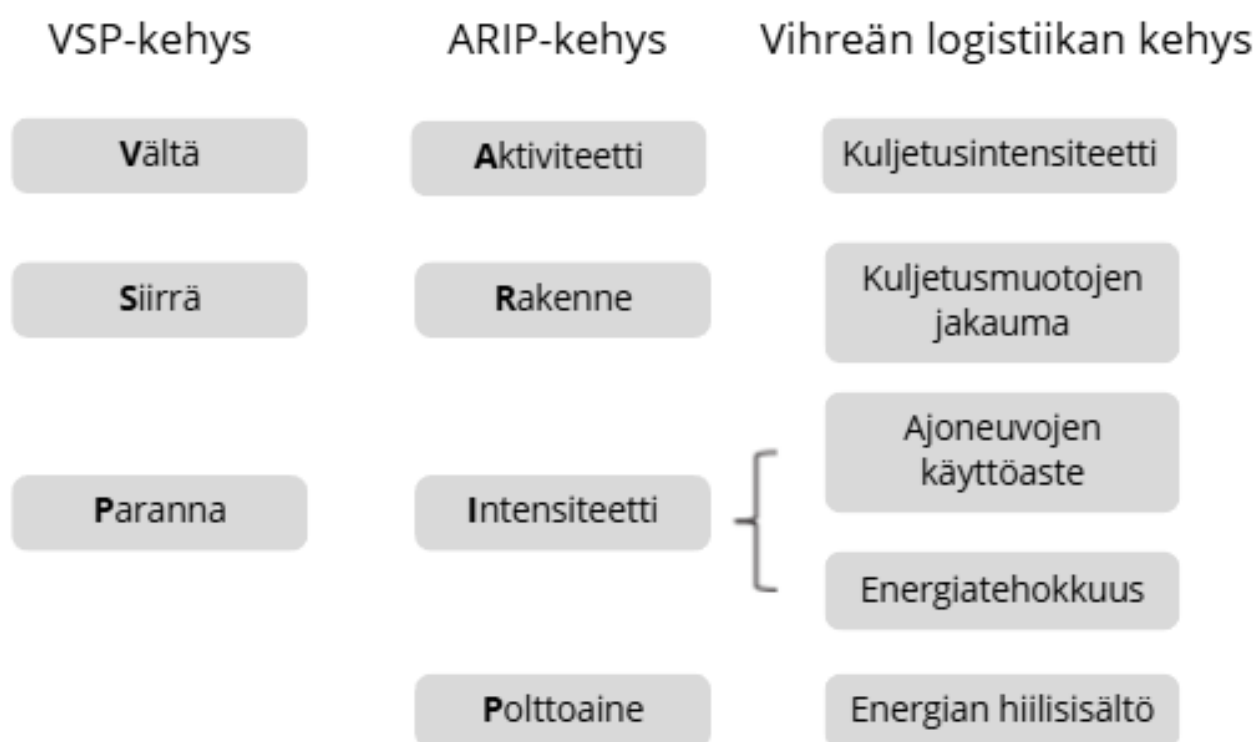 VSP-kehys
ARIP-kehys
Vihreän logistiikan kehys
Vältä
Aktiviteetti
Kuljetusintensiteetti
Siirrä
Rakenne
Kuljetusmuotojen
jakauma
Paranna
Intensiteetti
Ajoneuvojen
käyttöaste
Energiatehokkuus
Polttoaine
Energian hiilisisältö